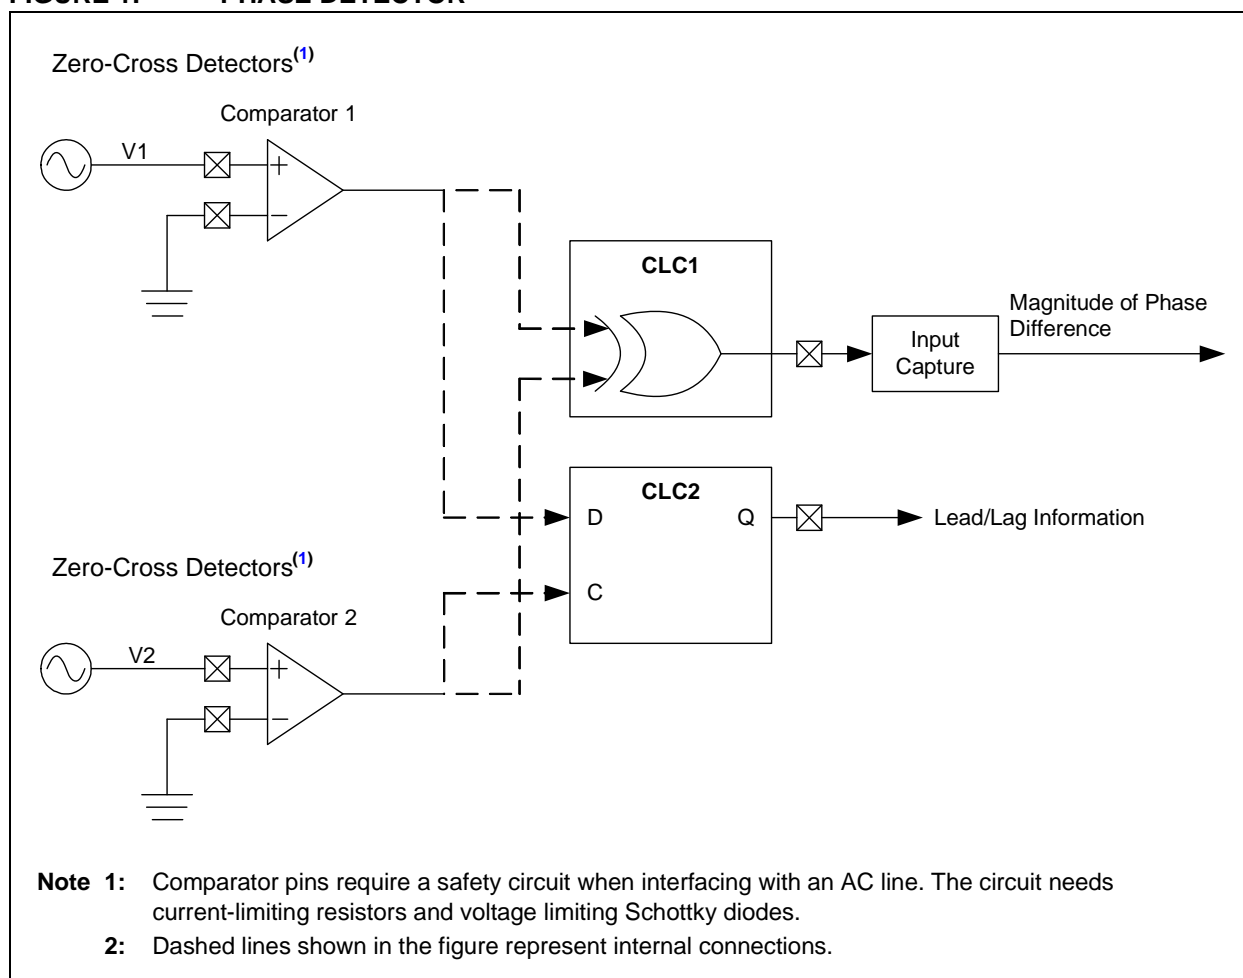 Zero-Cross Detectors(1)
Comparator 1
V1
+
−
CLC1
Magnitude of Phase
Difference
Input
Capture
CLC2
D
Q
Lead/Lag Information
C
Zero-Cross Detectors(1)
Comparator 2
V2
+
−
Note 1: Comparator pins require a safety circuit when interfacing with an AC line. The circuit needs
current-limiting resistors and voltage limiting Schottky diodes.
2: Dashed lines shown in the figure represent internal connections.